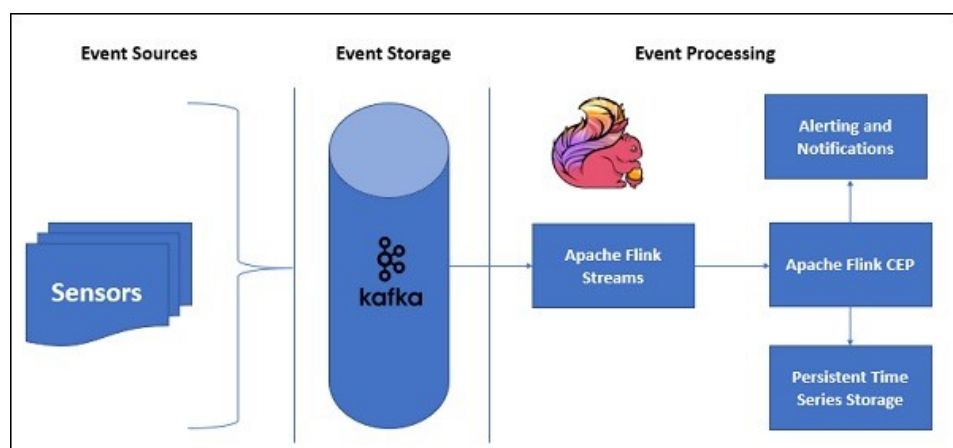 Event Sources
Event Storage
Event Processing
Sensors
kafka
Apache Flink
Streams
Alerting and
Notifications
Apache Flink CEP
Persistent Time
Series Storage